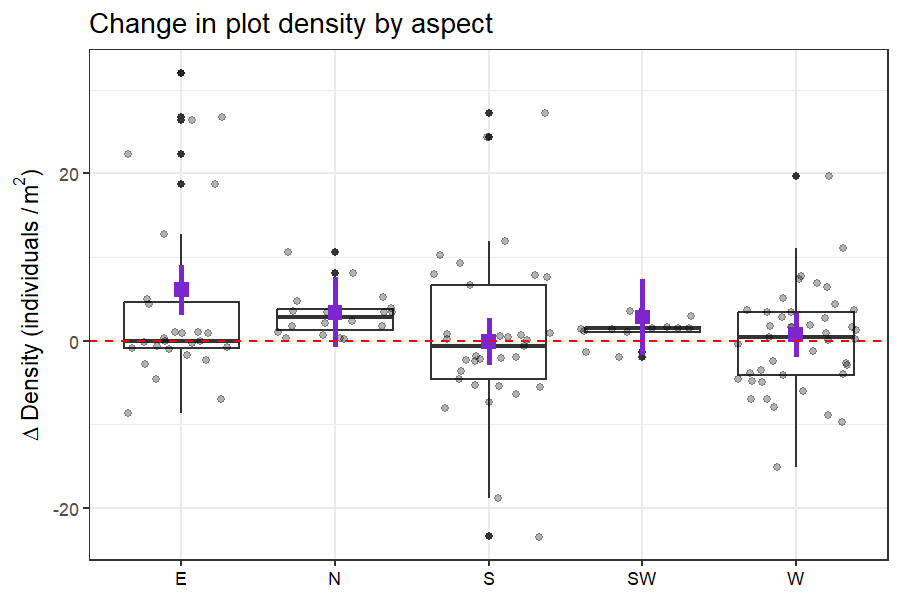 Change in plot density by aspect
Δ Density (individuals / m²)
20
0
-20
E N S SW W